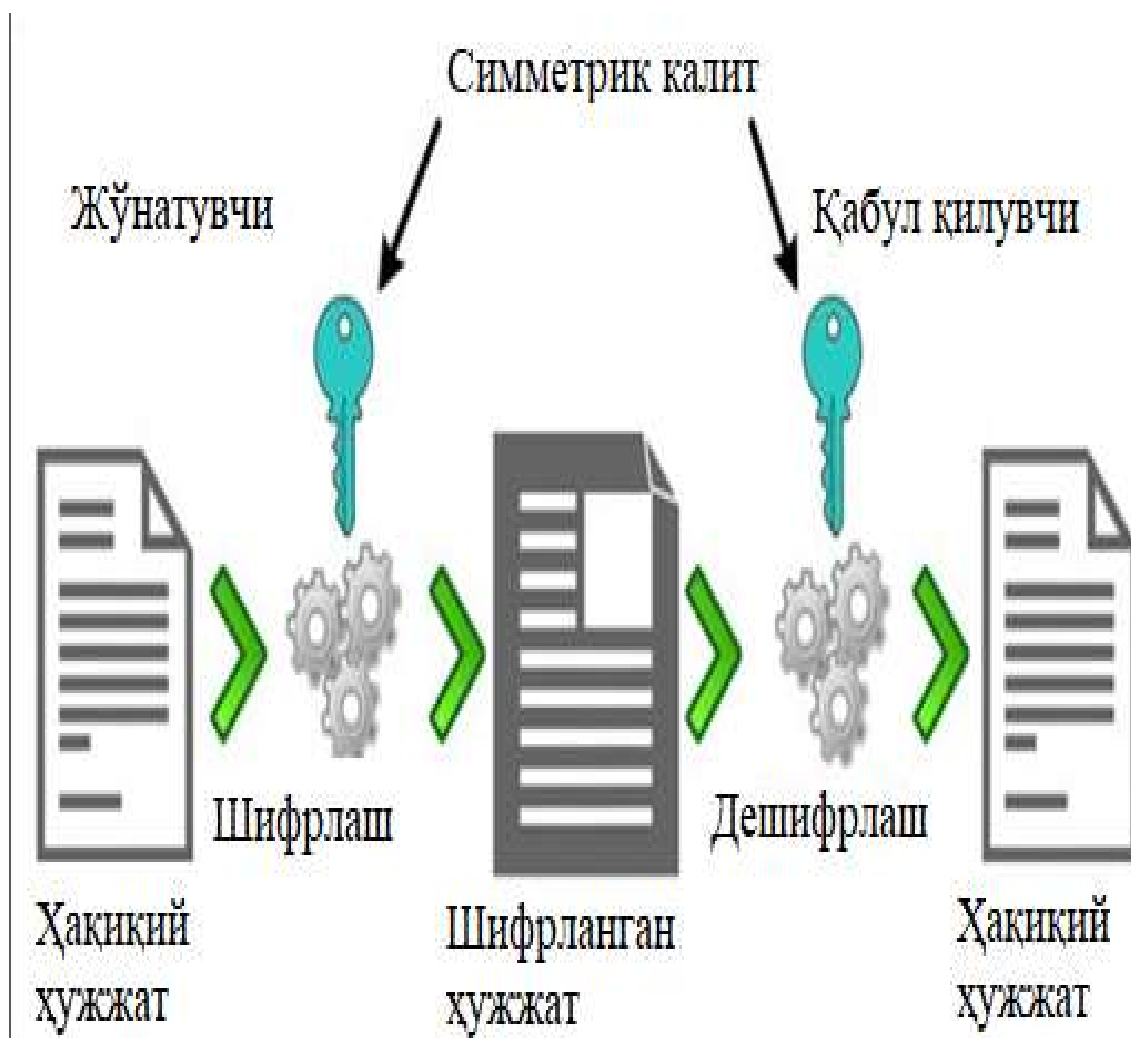 Симметрик калит
Жўнатувчи
Қабул қилувчи
Шифрлаш
Дешифрлаш
Ҳақиқий
ҳужжат
Шифрланган
ҳужжат
Ҳақиқий
ҳужжат